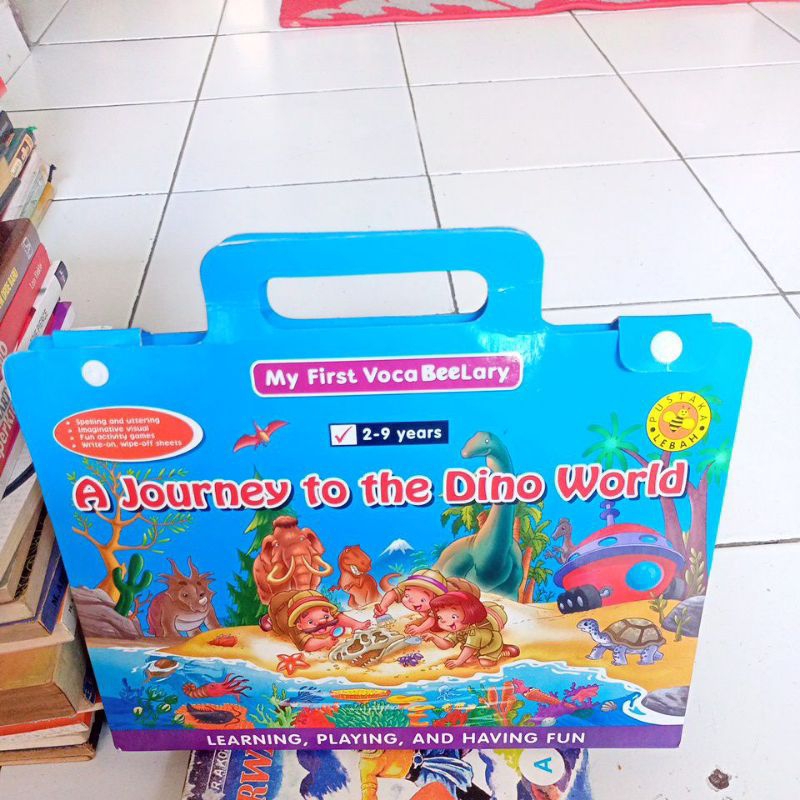 My First VocaBeeLary
• Spelling and uttering
• Imaginative visual
• Fun activity games
• Write-on, wipe-off sheets
2-9 years
PUSTAKA
LEBAH
A Journey to the Dino World
LEARNING, PLAYING, AND HAVING FUN
A